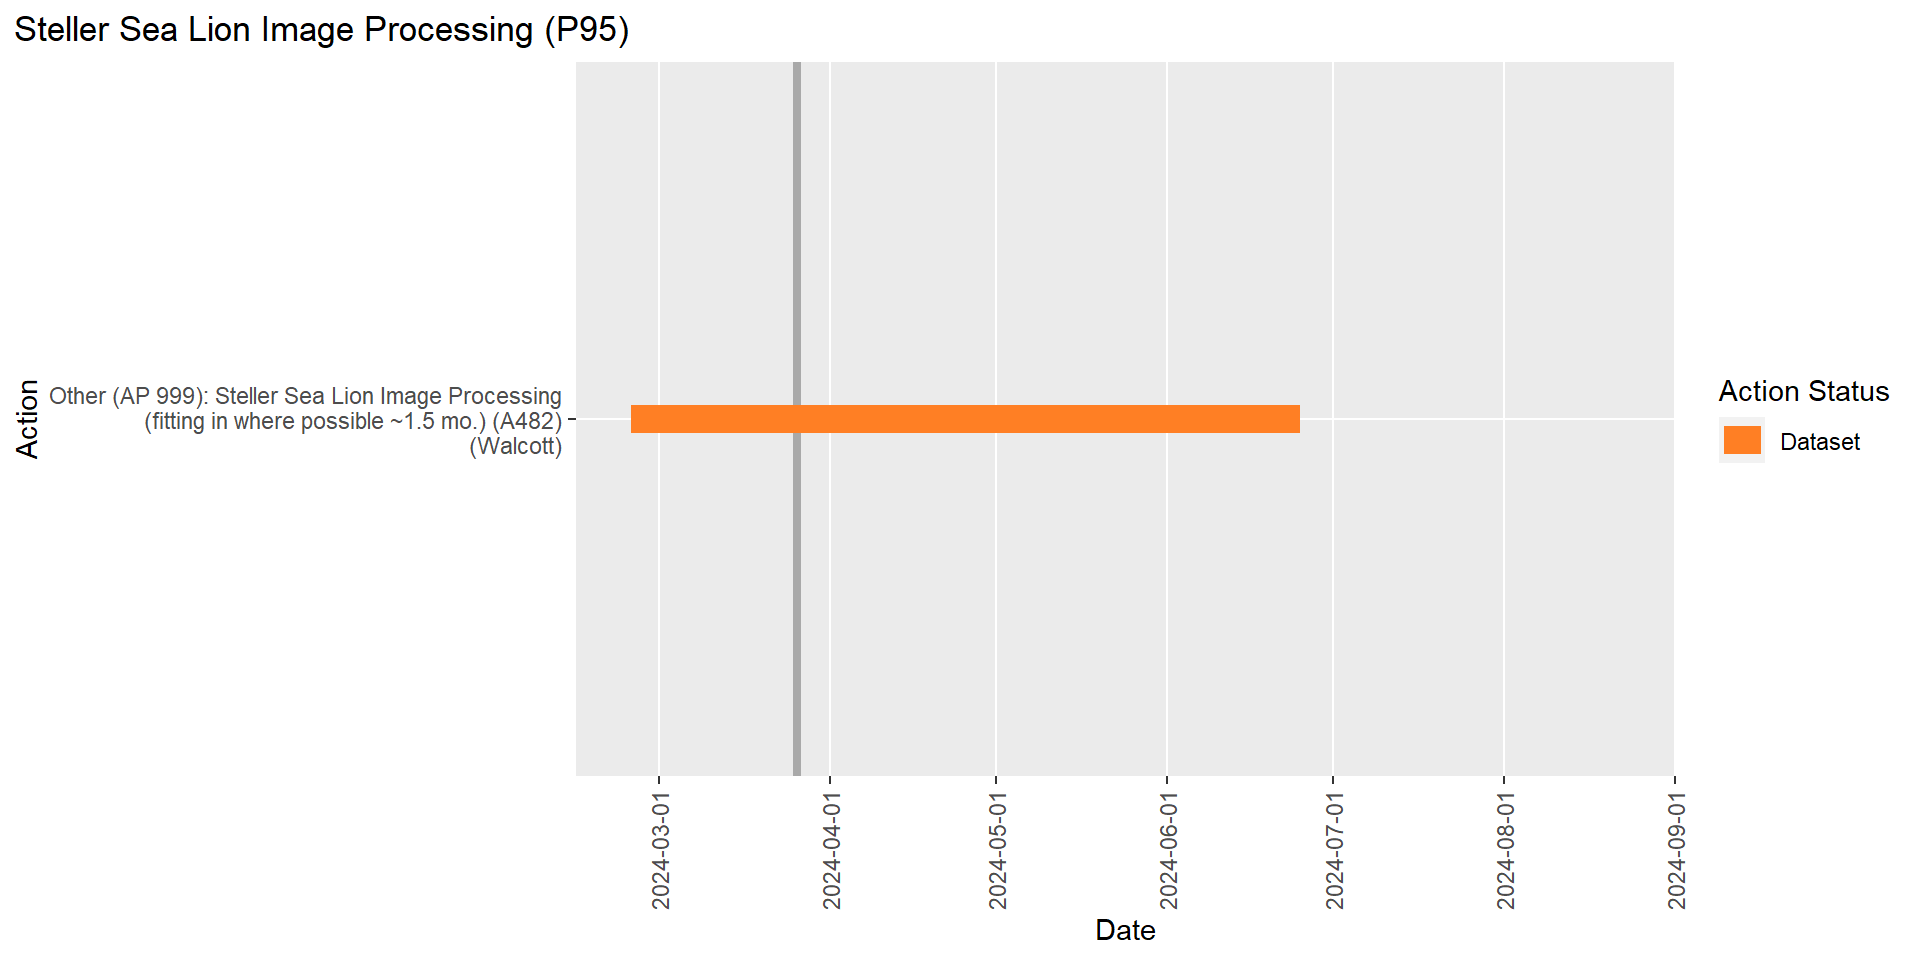 Steller Sea Lion Image Processing (P95)
Action
Other (AP 999): Steller Sea Lion Image Processing
(fitting in where possible ~1.5 mo.) (A482)
(Walcott)
2024-03-01
2024-04-01
2024-05-01
2024-06-01
2024-07-01
2024-08-01
2024-09-01
Date
Action Status
Dataset